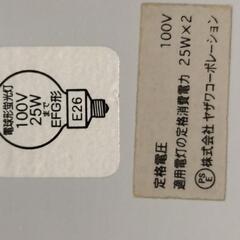 電球形蛍光灯
100V
25W
まで
EFG形
E26
定格電圧 100V
適用電灯の定格消費電力 25W×2
PS
E
株式会社 ヤザワコーポレーション